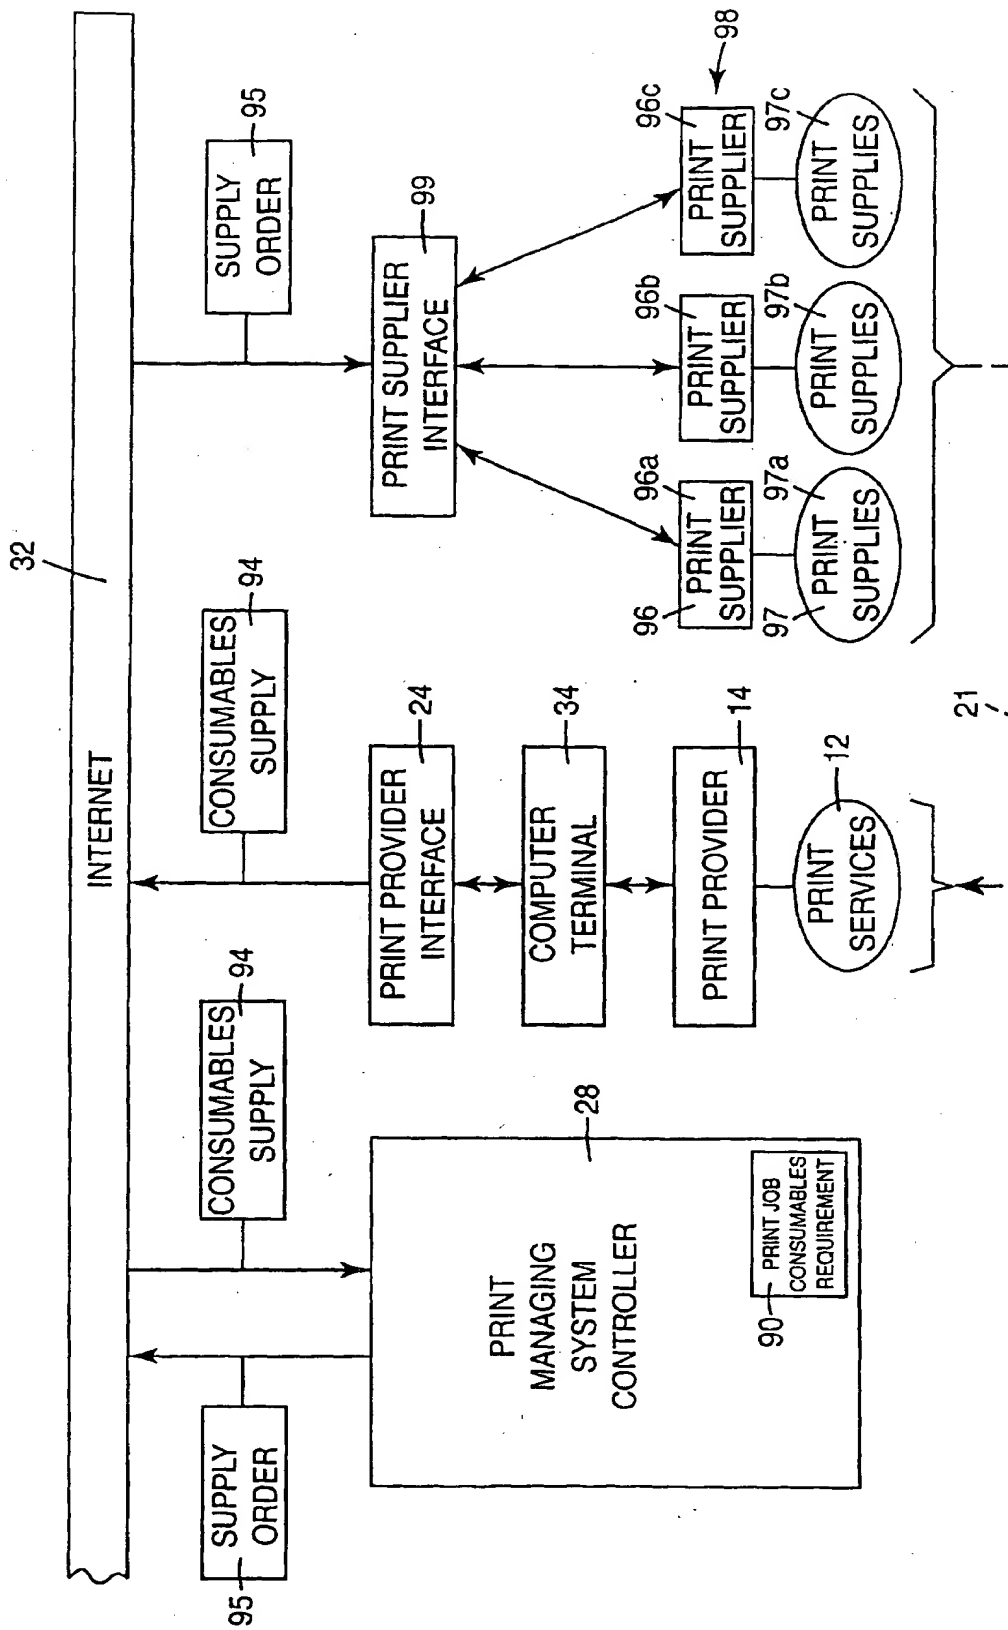 32
INTERNET
95
SUPPLY
ORDER
CONSUMABLES
SUPPLY
94
CONSUMABLES
SUPPLY
94
SUPPLY
ORDER
95
PRINT
MANAGING
SYSTEM
CONTROLLER
28
90
PRINT JOB
CONSUMABLES
REQUIREMENT
PRINT PROVIDER
INTERFACE
24
COMPUTER
TERMINAL
34
PRINT PROVIDER
14
PRINT
SERVICES
12
21
PRINT SUPPLIER
INTERFACE
99
98
96
96a
PRINT
SUPPLIER
96b
PRINT
SUPPLIER
96c
PRINT
SUPPLIER
97
97a
PRINT
SUPPLIES
97b
PRINT
SUPPLIES
97c
PRINT
SUPPLIES